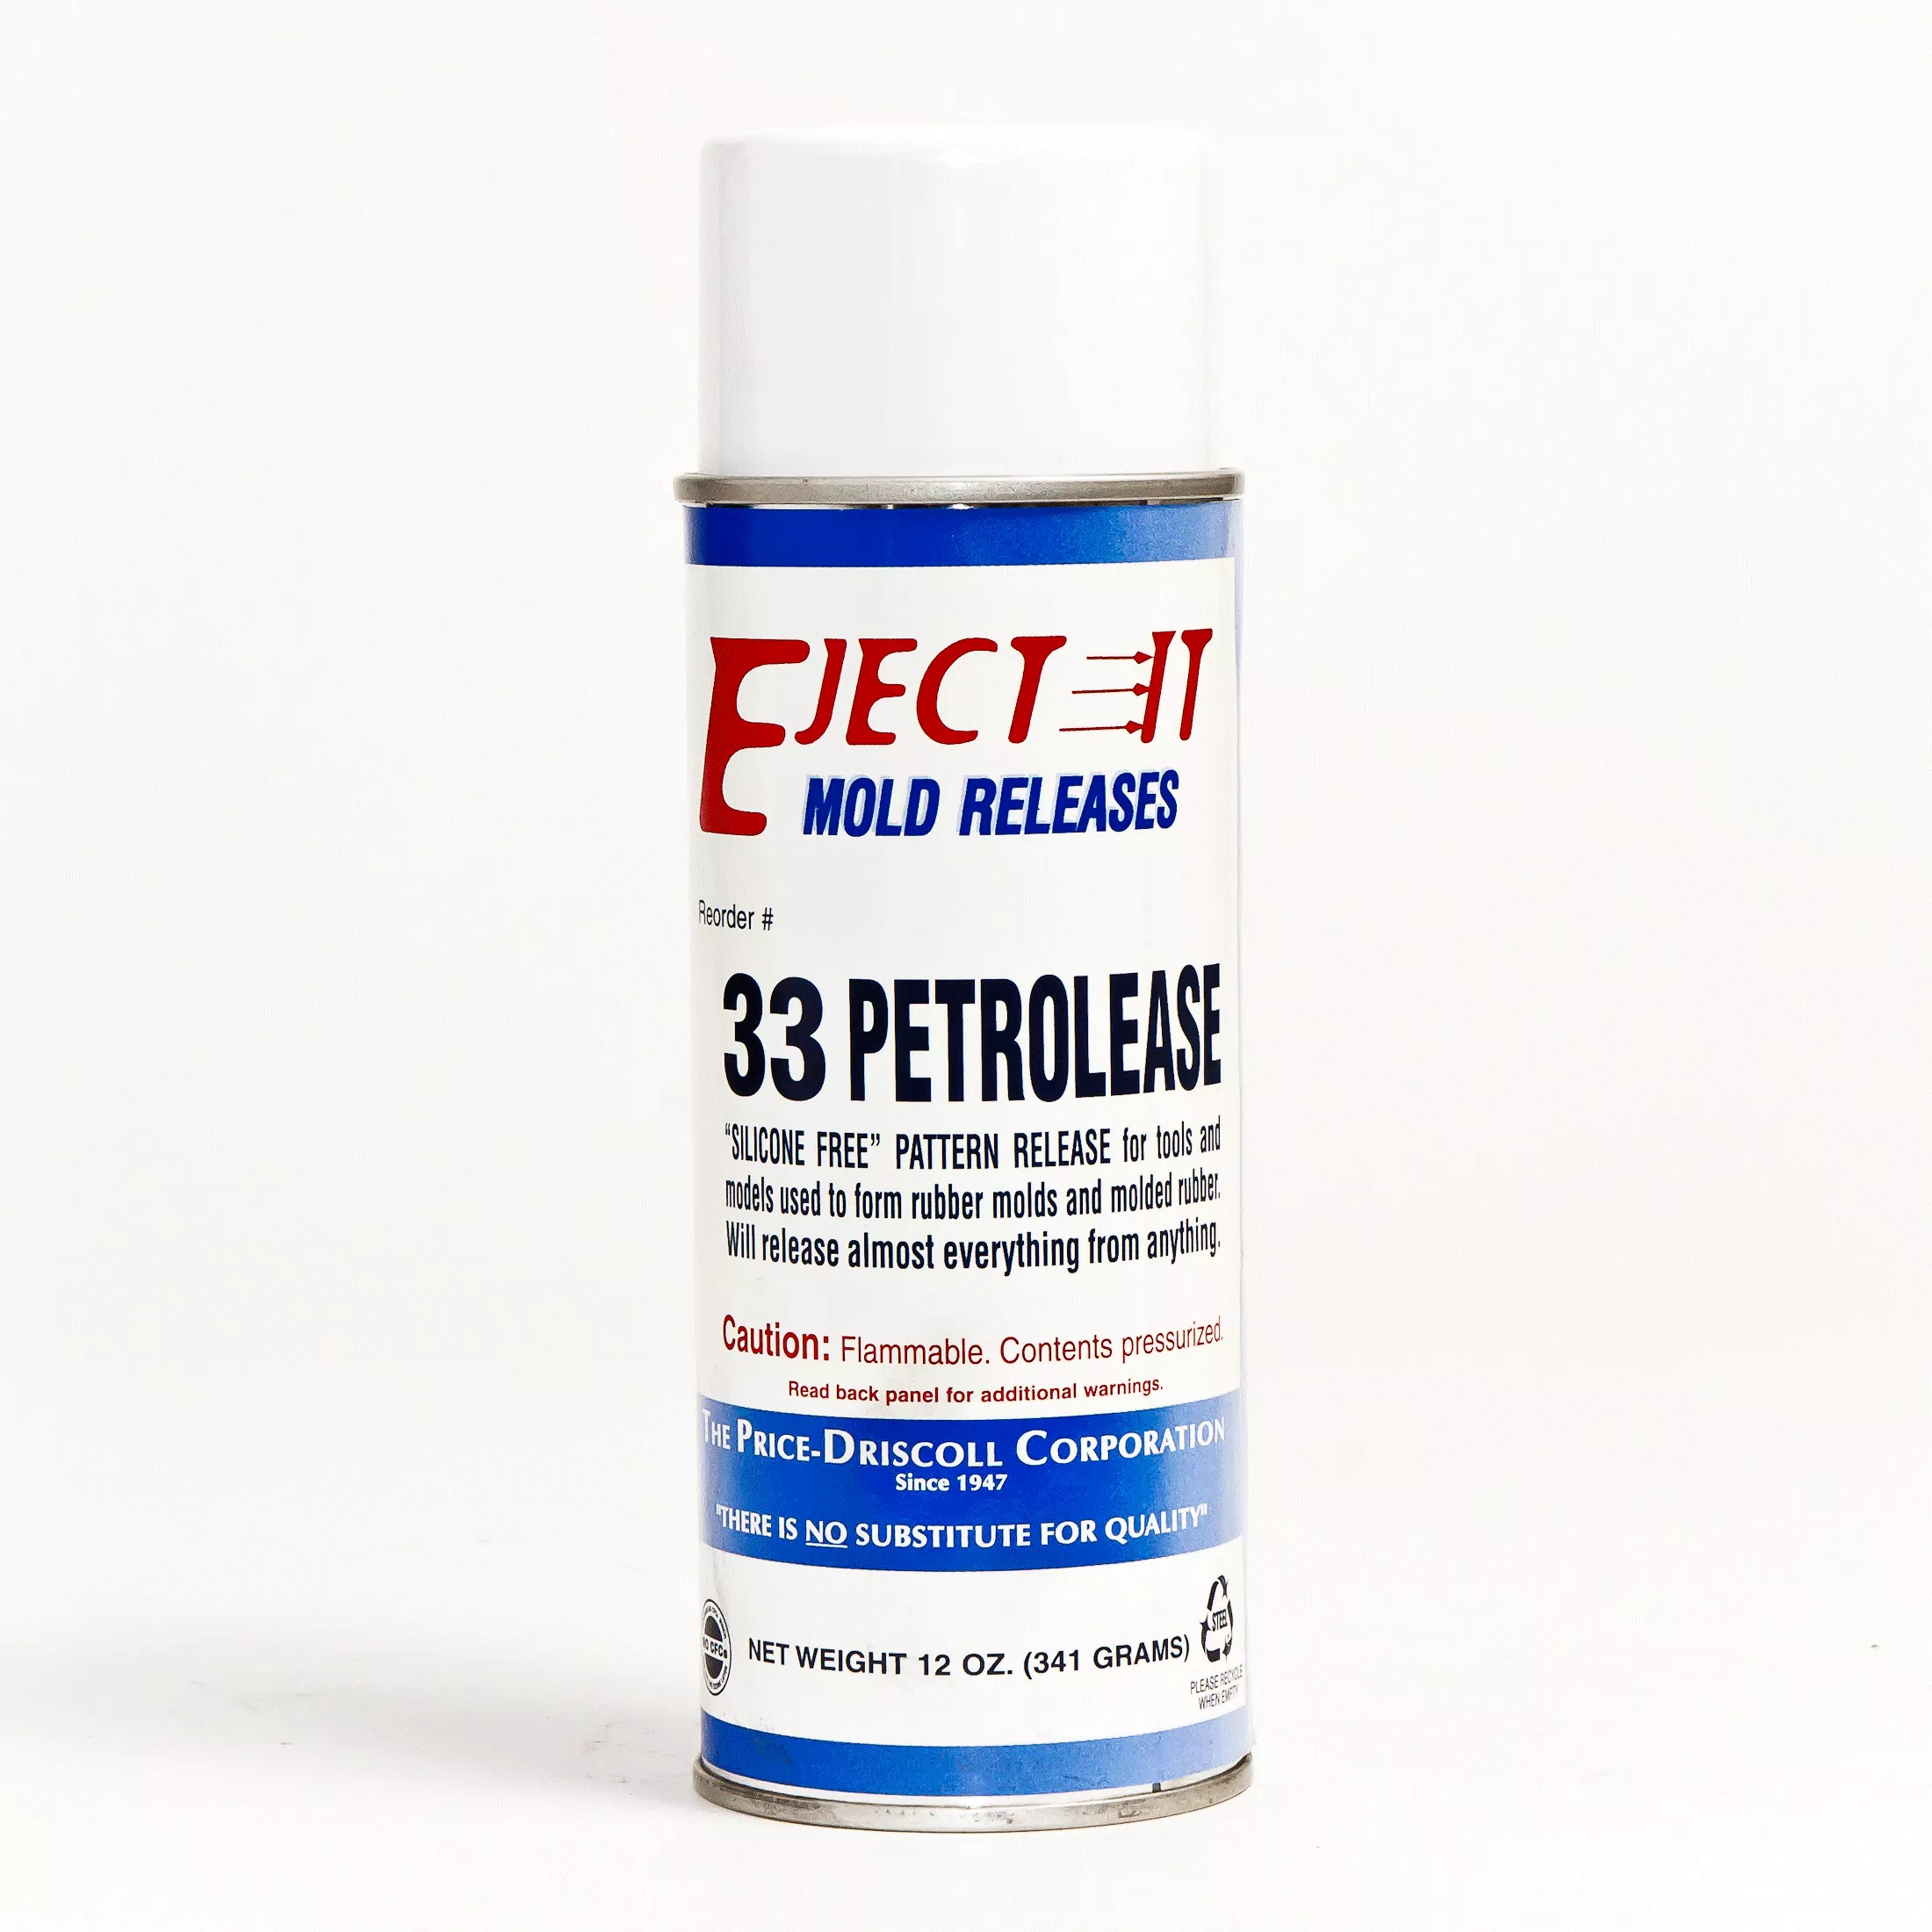 EJECT IT
MOLD RELEASES
Reorder #
33 PETROLEASE
“SILICONE FREE” PATTERN RELEASE for tools and
models used to form rubber molds and molded rubber.
Will release almost everything from anything.
Caution: Flammable. Contents pressurized.
Read back panel for additional warnings.
THE PRICE-DRISCOLL CORPORATION
Since 1947
"THERE IS NO SUBSTITUTE FOR QUALITY"
NO CFCs
NET WEIGHT 12 OZ. (341 GRAMS)
STEEL
PLEASE RECYCLE
WHEN EMPTY